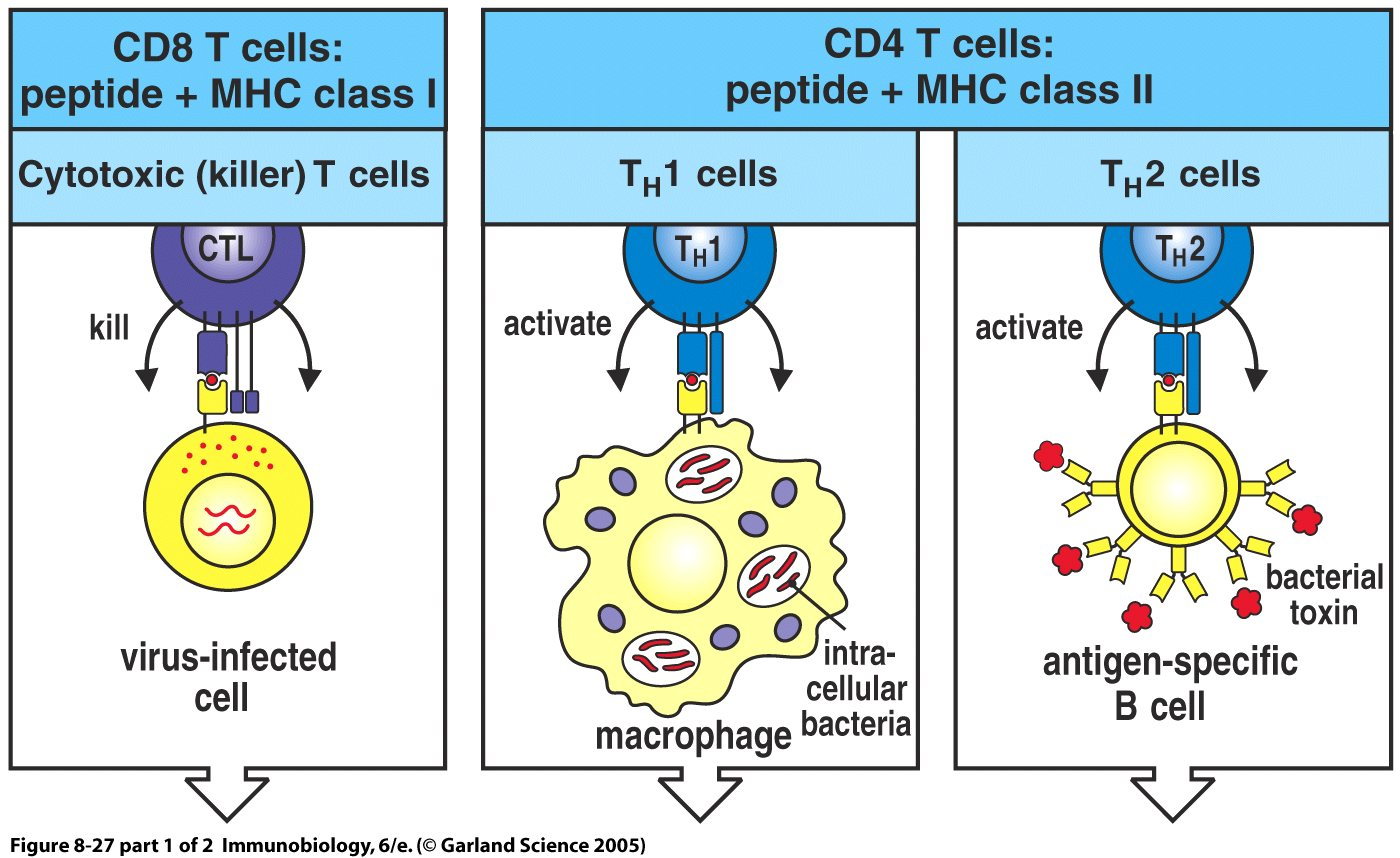 CD8 T cells:
peptide + MHC class I
Cytotoxic (killer) T cells
CTL
kill
virus-infected
cell
CD4 T cells:
peptide + MHC class II
TH1 cells
TH1
activate
intra-
cellular
bacteria
macrophage
TH2 cells
TH2
activate
bacterial
toxin
antigen-specific
B cell
Figure 8-27 part 1 of 2 Immunobiology, 6/e. (© Garland Science 2005)